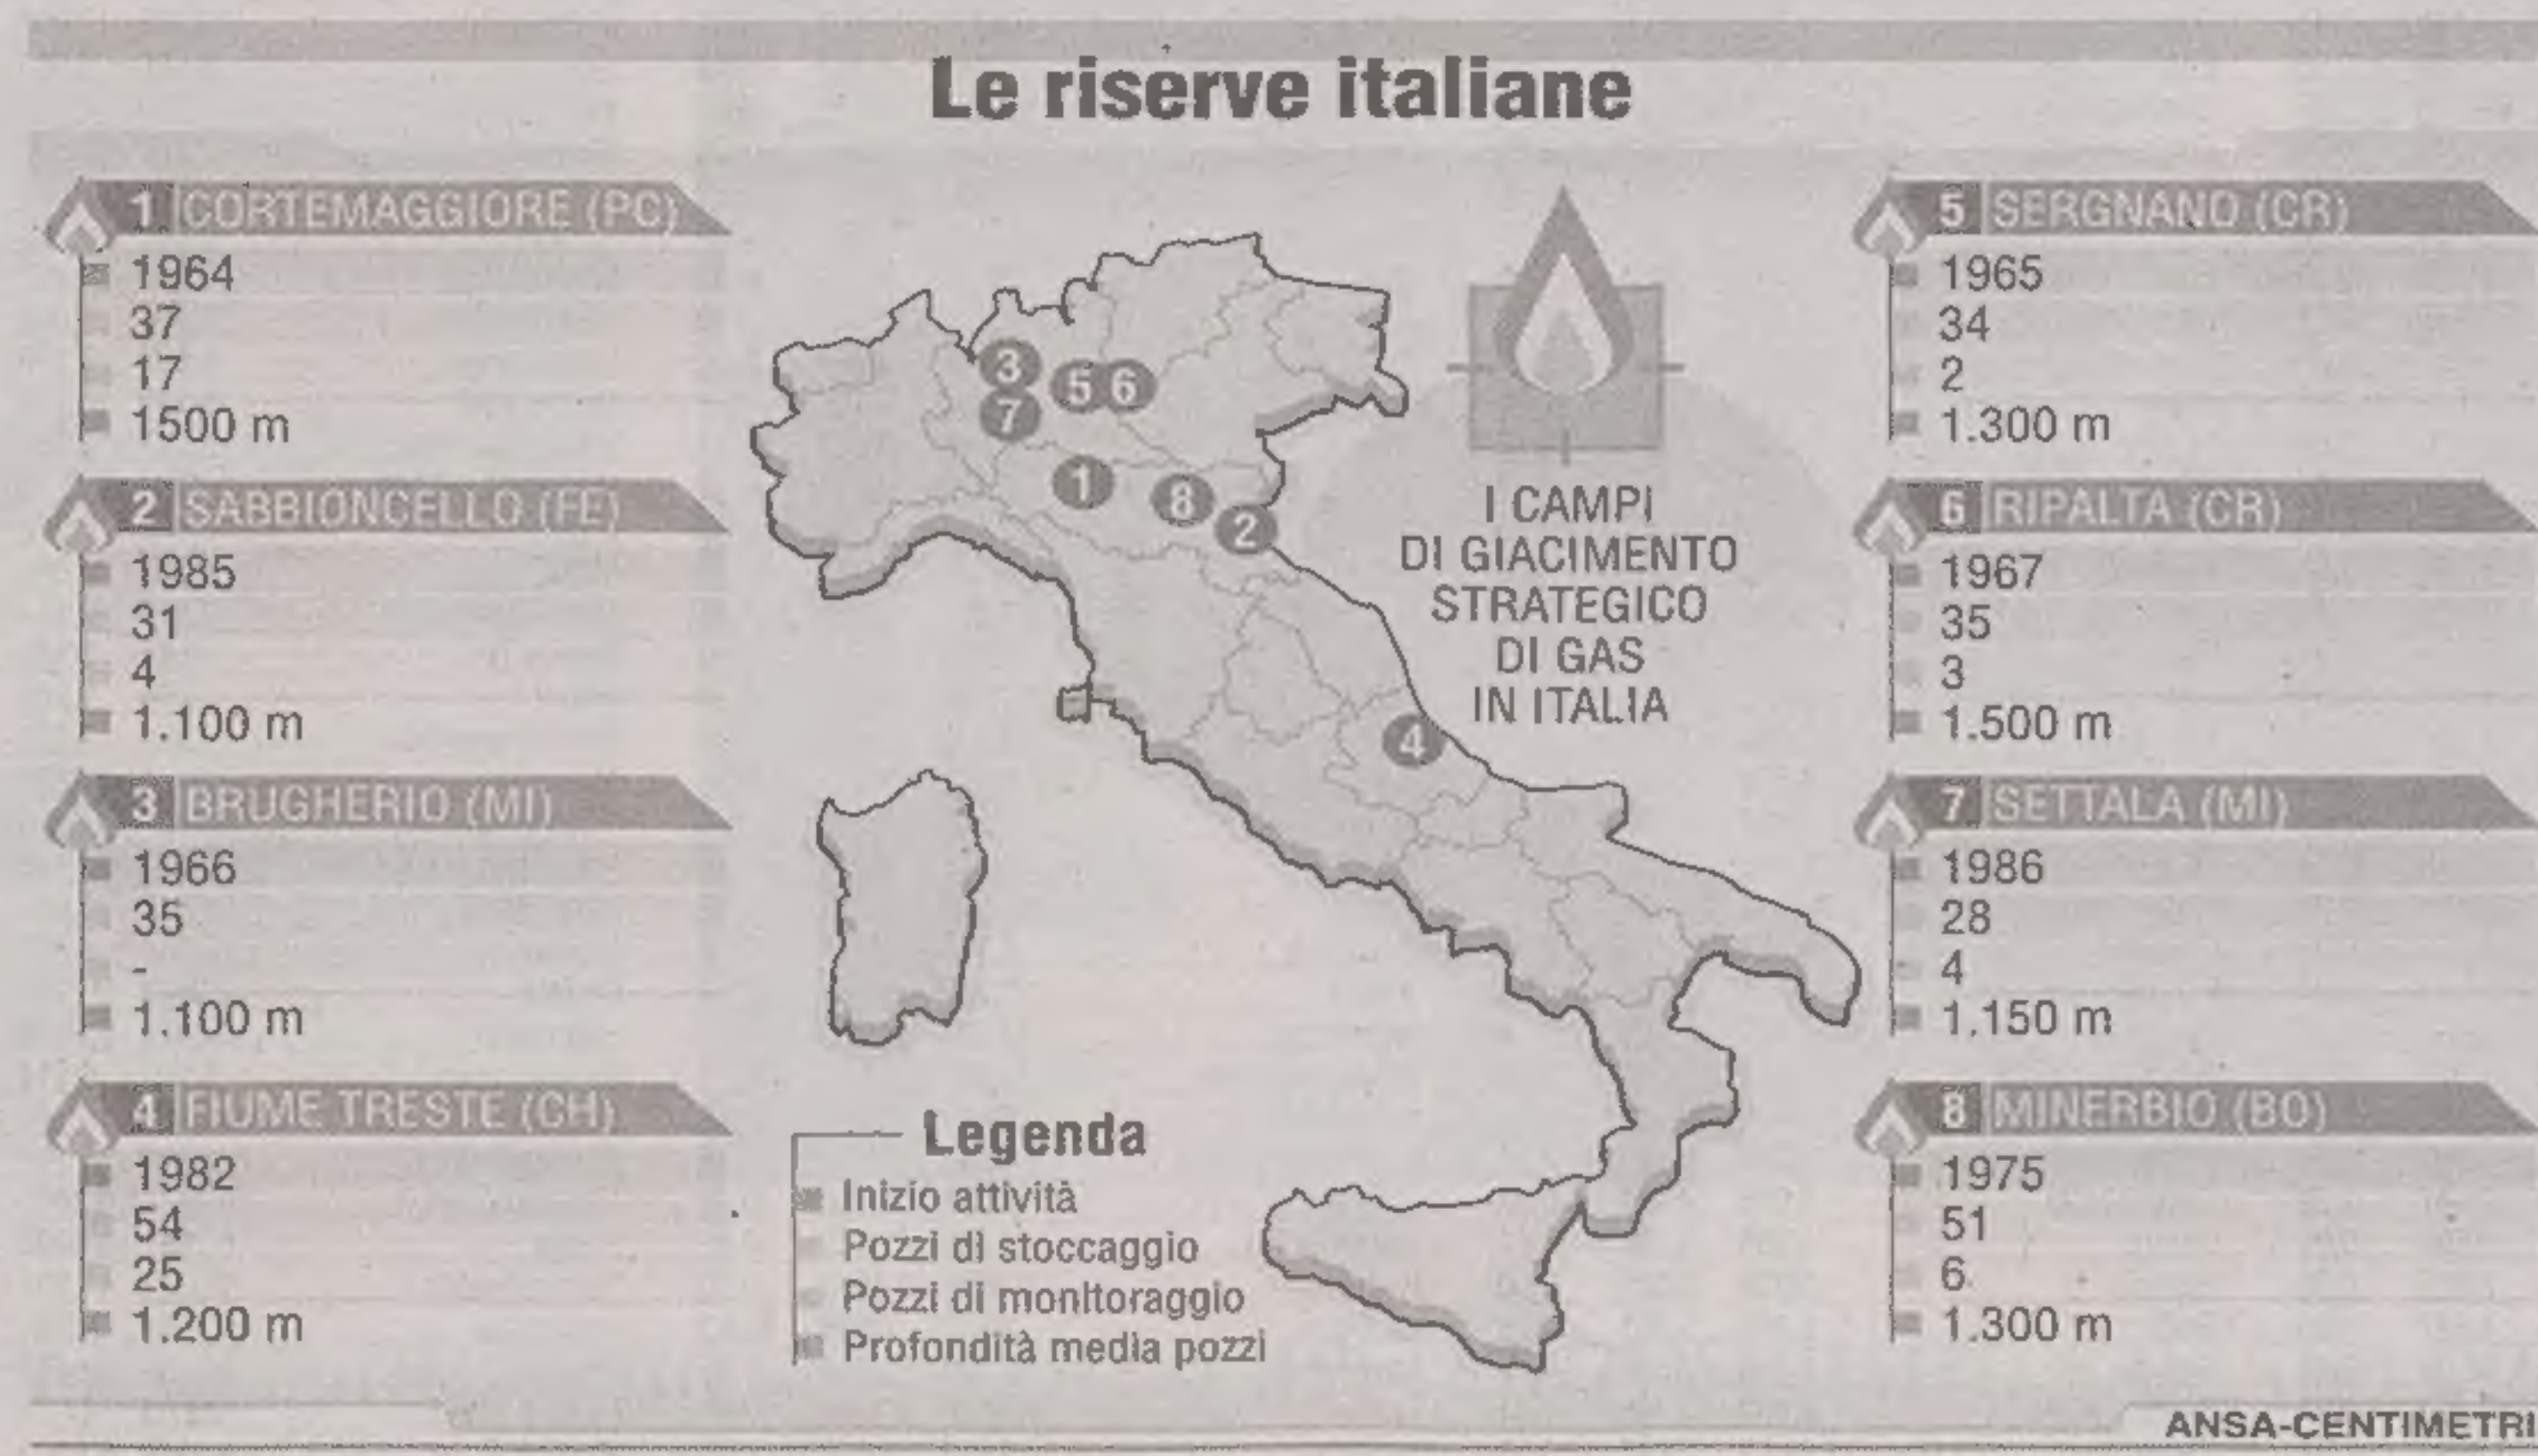 Le riserve italiane
1 CORTEMAGGIORE (PC)
1964
37
17
1500 m
2 SABBIONCELLO (FE)
1985
31
4
1.100 m
3 BRUGHERIO (MI)
1966
35
-
1.100 m
4 FIUME TRESTE (CH)
1982
54
25
1.200 m
3
5
6
7
1
8
2
4
I CAMPI
DI GIACIMENTO
STRATEGICO
DI GAS
IN ITALIA
Legenda
Inizio attività
Pozzi di stoccaggio
Pozzi di monitoraggio
Profondità media pozzi
5 SERGNANO (CR)
1965
34
2
1.300 m
6 RIPALTA (CR)
1967
35
3
1.500 m
7 SETTALA (MI)
1986
28
4
1.150 m
8 MINERBIO (BO)
1975
51
6
1.300 m
ANSA-CENTIMETRI